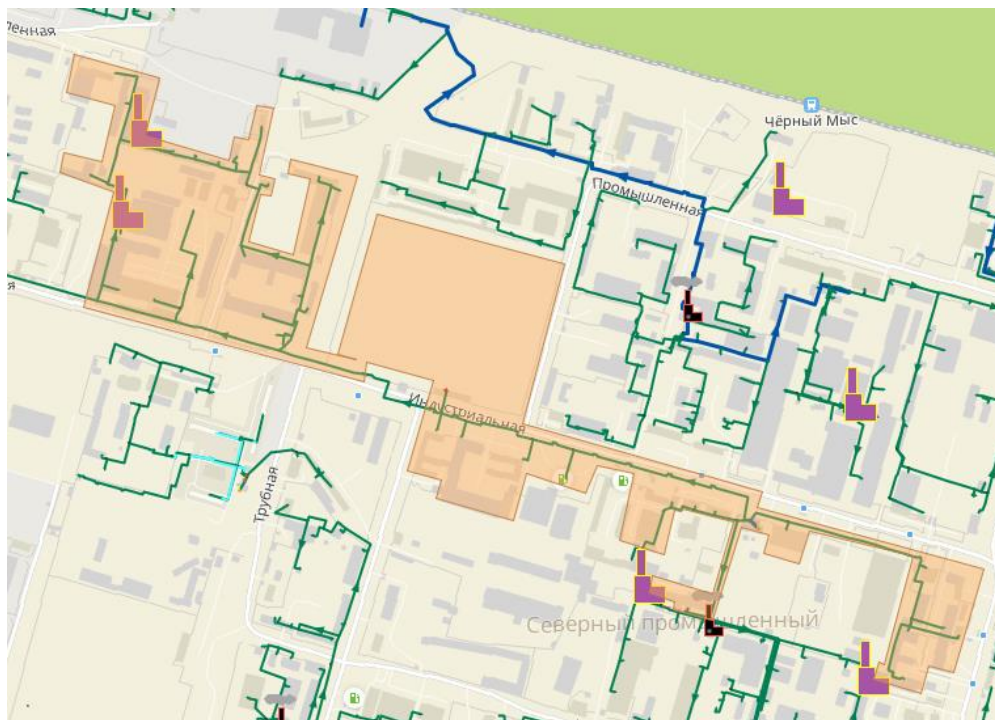 ленная
Чёрный Мыс
Промышленная
я
Индустриальная
Трубная
Северный промышленный